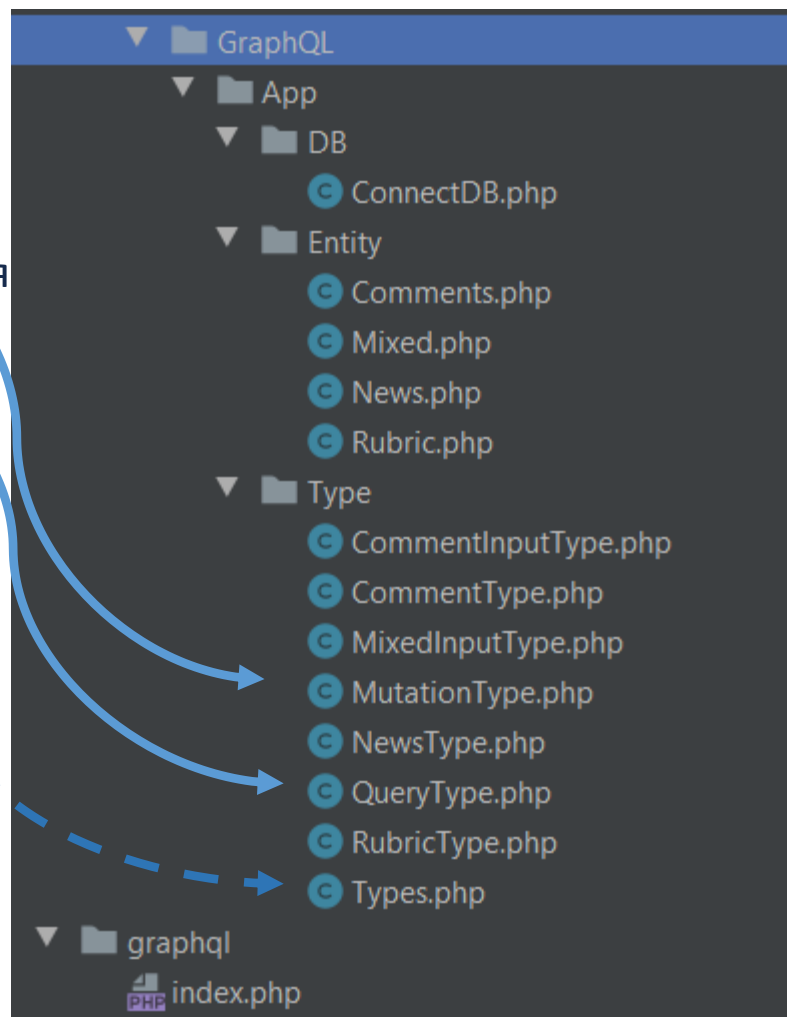 GraphQL
App
DB
ConnectDB.php
Entity
я
Comments.php
Mixed.php
News.php
Rubric.php
Type
CommentInputType.php
CommentType.php
MixedInputType.php
MutationType.php
NewsType.php
QueryType.php
RubricType.php
Types.php
graphql
PHP index.php